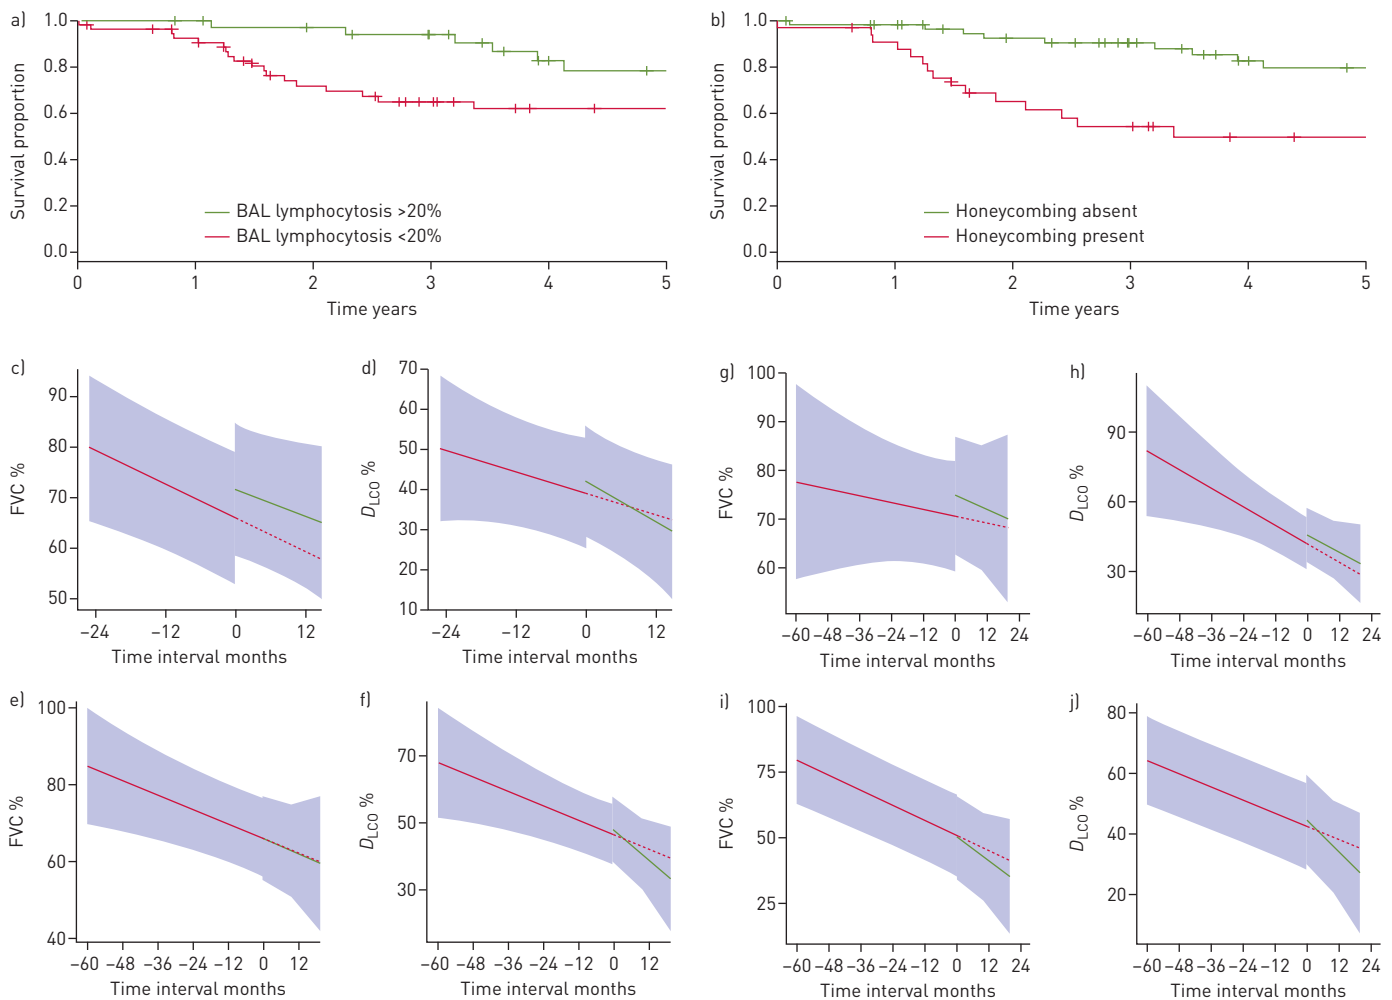 a)
Survival proportion
1.0
0.8
0.6
0.4
0.2
0.0
BAL lymphocytosis >20%
BAL lymphocytosis <20%
0 1 2 3 4 5
Time years
b)
Survival proportion
1.0
0.8
0.6
0.4
0.2
0.0
Honeycombing absent
Honeycombing present
0 1 2 3 4 5
Time years
c)
FVC %
90
80
70
60
50
−24 −12 0 12
Time interval months
d)
DLCO %
70
60
50
40
30
20
10
−24 −12 0 12
Time interval months
g)
FVC %
100
90
80
70
60
−60 −48 −36 −24 −12 0 12 24
Time interval months
h)
DLCO %
90
60
30
−60 −48 −36 −24 −12 0 12 24
Time interval months
e)
FVC %
100
80
60
40
−60 −48 −36 −24 −12 0 12
Time interval months
f)
DLCO %
70
50
30
−60 −48 −36 −24 −12 0 12
Time interval months
i)
FVC %
100
75
50
25
−60 −48 −36 −24 −12 0 12 24
Time interval months
j)
DLCO %
80
60
40
20
−60 −48 −36 −24 −12 0 12 24
Time interval months